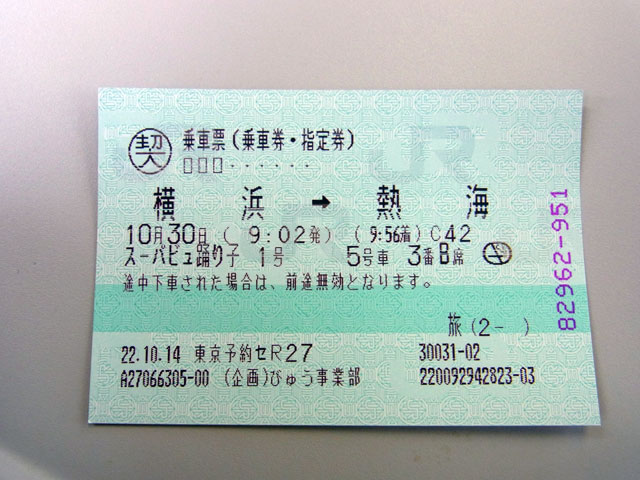 契 乗車票(乗車券・指定券)
□□□・・・・・・
横 浜 → 熱 海
10月30日( 9:02発) ( 9:56着)C42
スーパビュ踊り子 1号 5号車 3番B席
途中下車された場合は、前途無効となります。
旅(2- )
22.10.14 東京予約セR27 30031-02
A27066305-00 (企画)びゅう事業部 220092942823-03
82962-951
JR